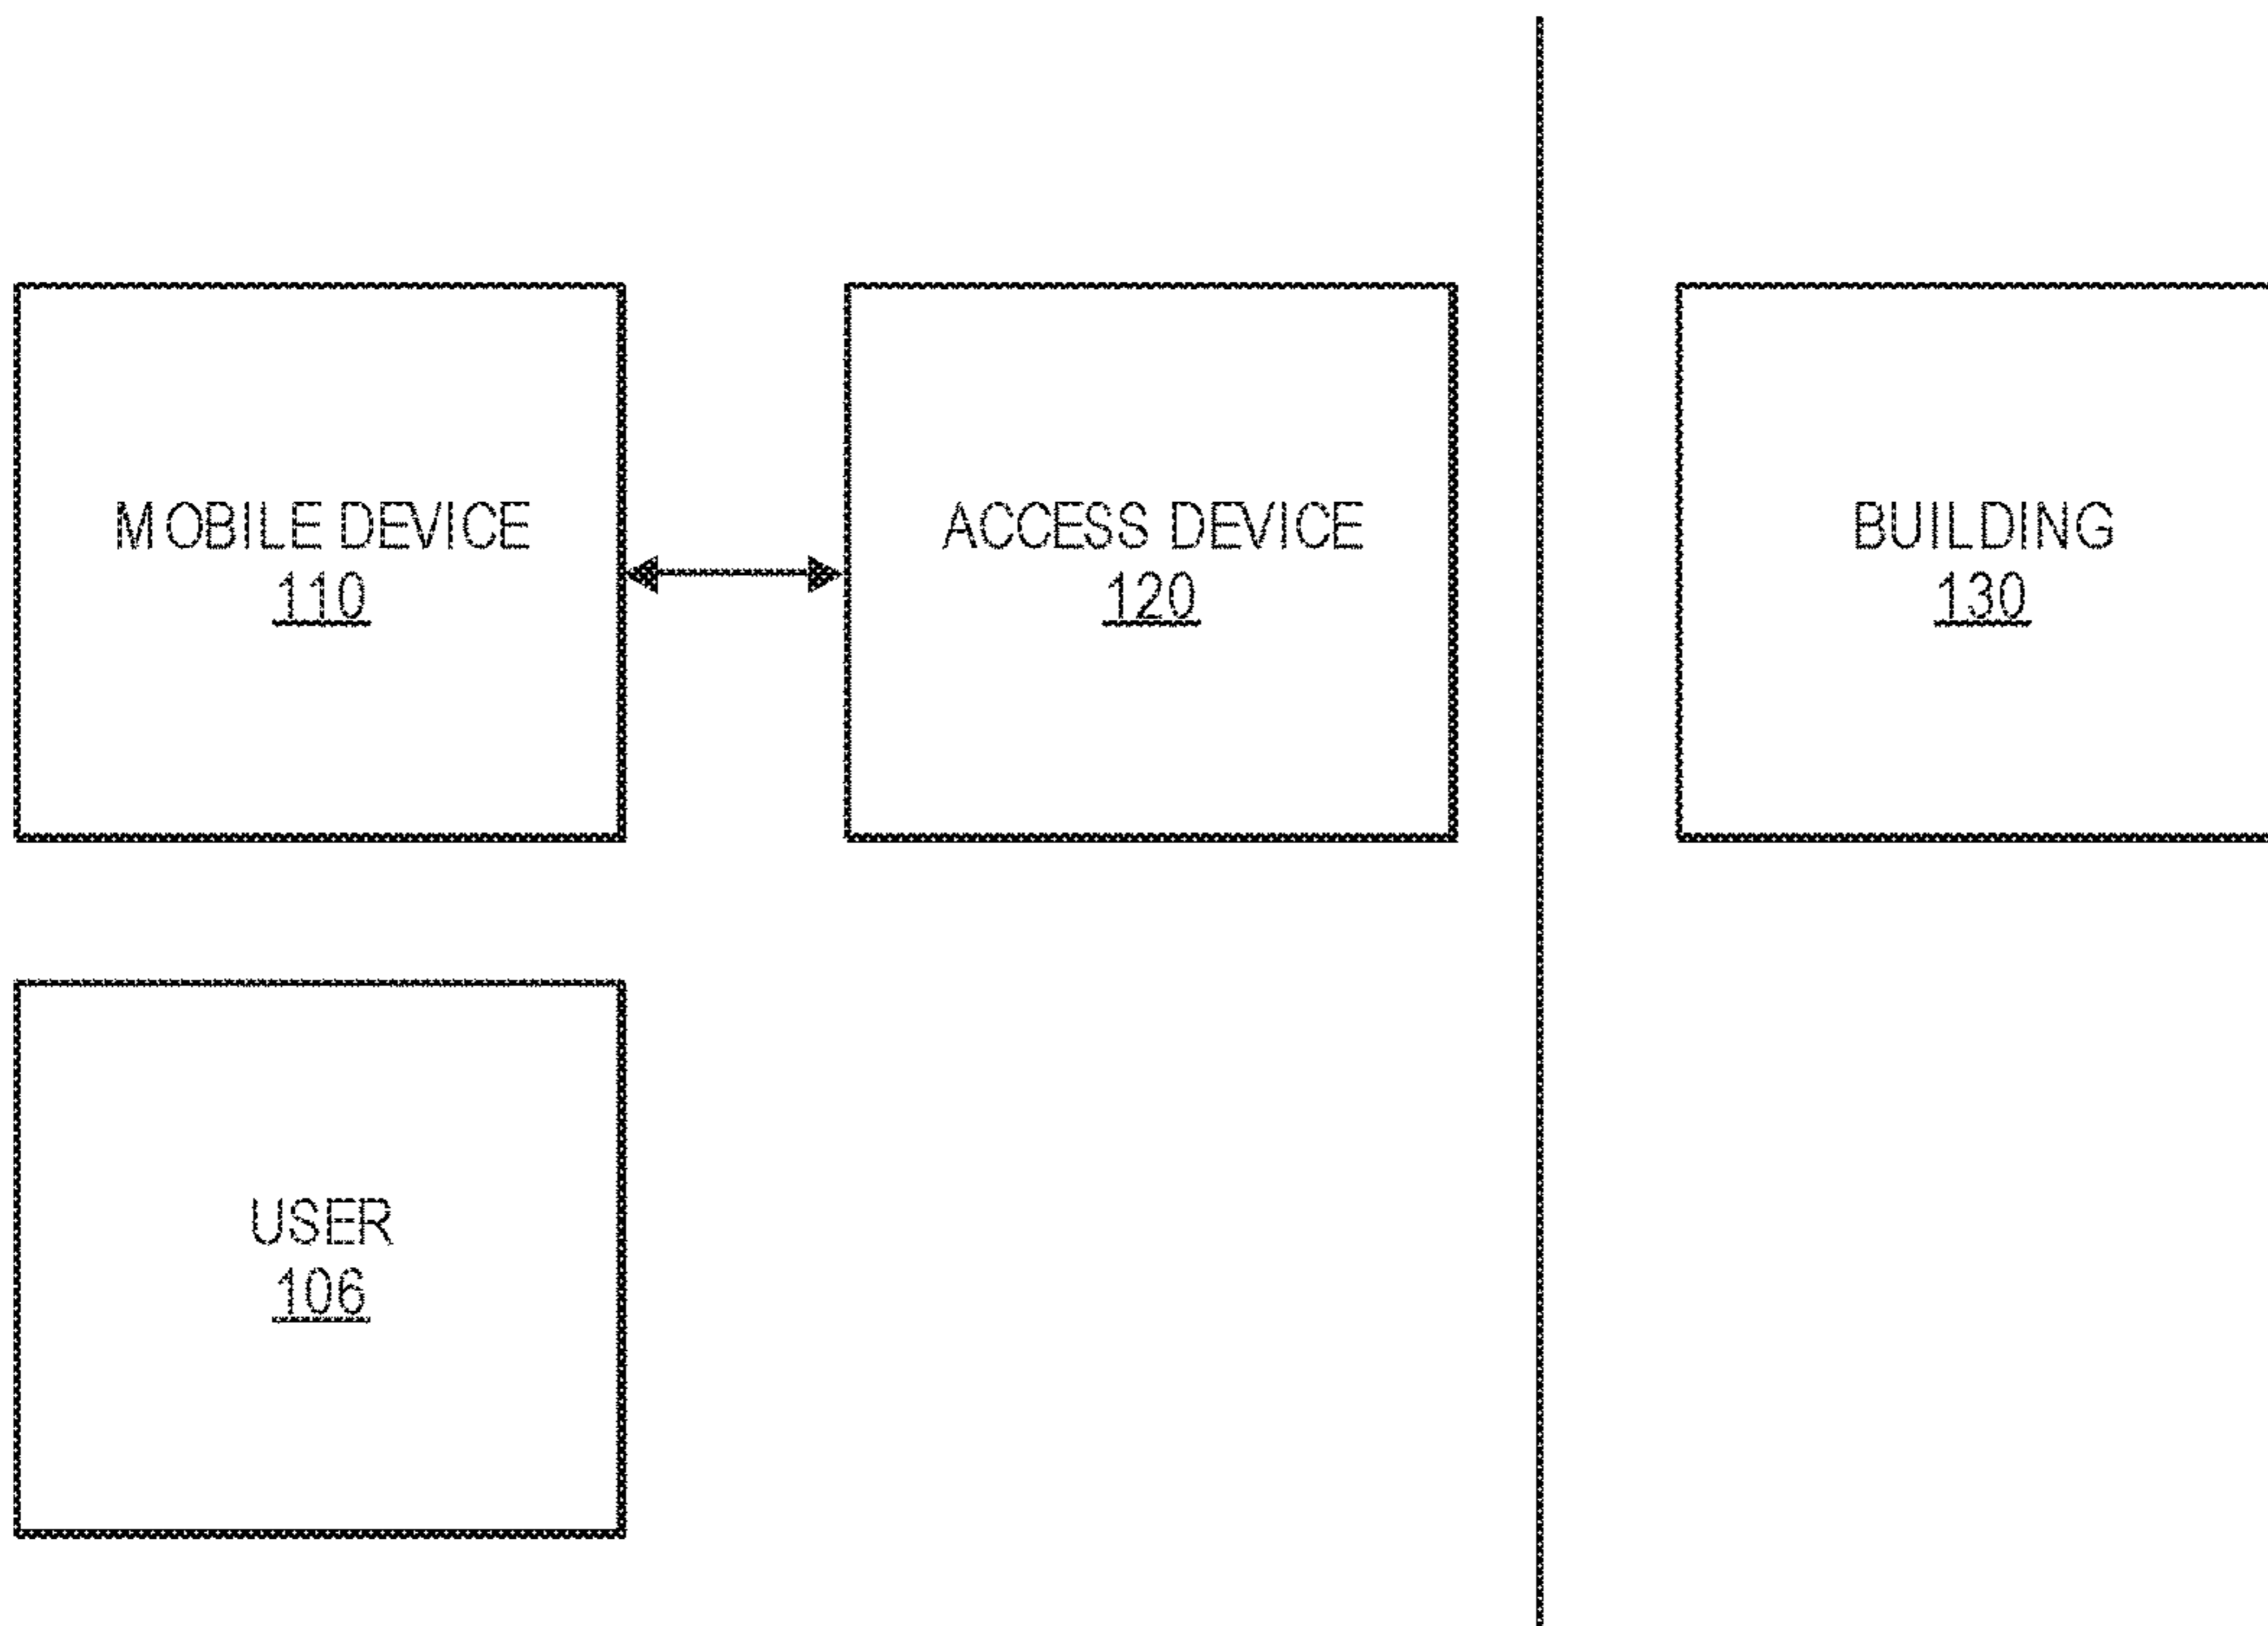 MOBILE DEVICE
110
ACCESS DEVICE
120
BUILDING
130
USER
106